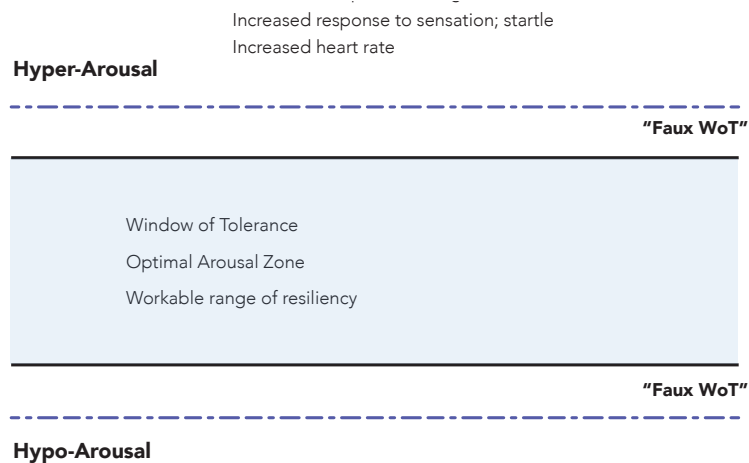 Increased response to sensation; startle
Increased heart rate
Hyper-Arousal
"Faux WoT"
Window of Tolerance
Optimal Arousal Zone
Workable range of resiliency
"Faux WoT"
Hypo-Arousal